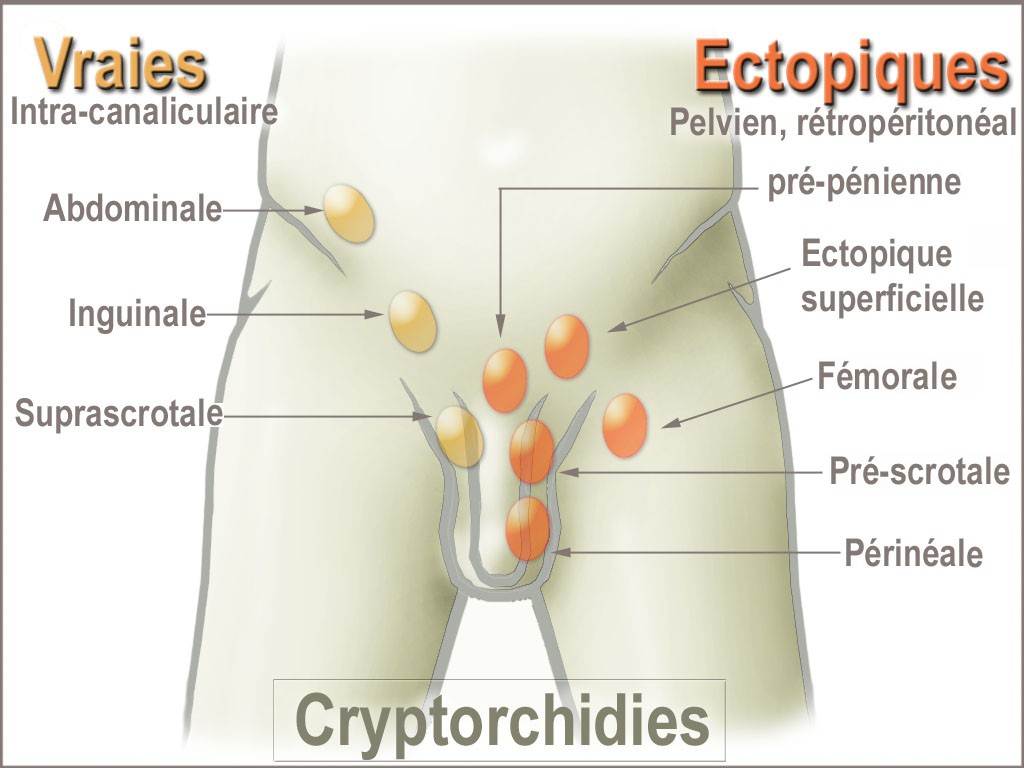 Vraies
Intra-canaliculaire
Abdominale
Inguinale
Suprascrotale
Ectopiques
Pelvien, rétropéritonéal
pré-pénienne
Ectopique
superficielle
Fémorale
Pré-scrotale
Périnéale
Cryptorchidies